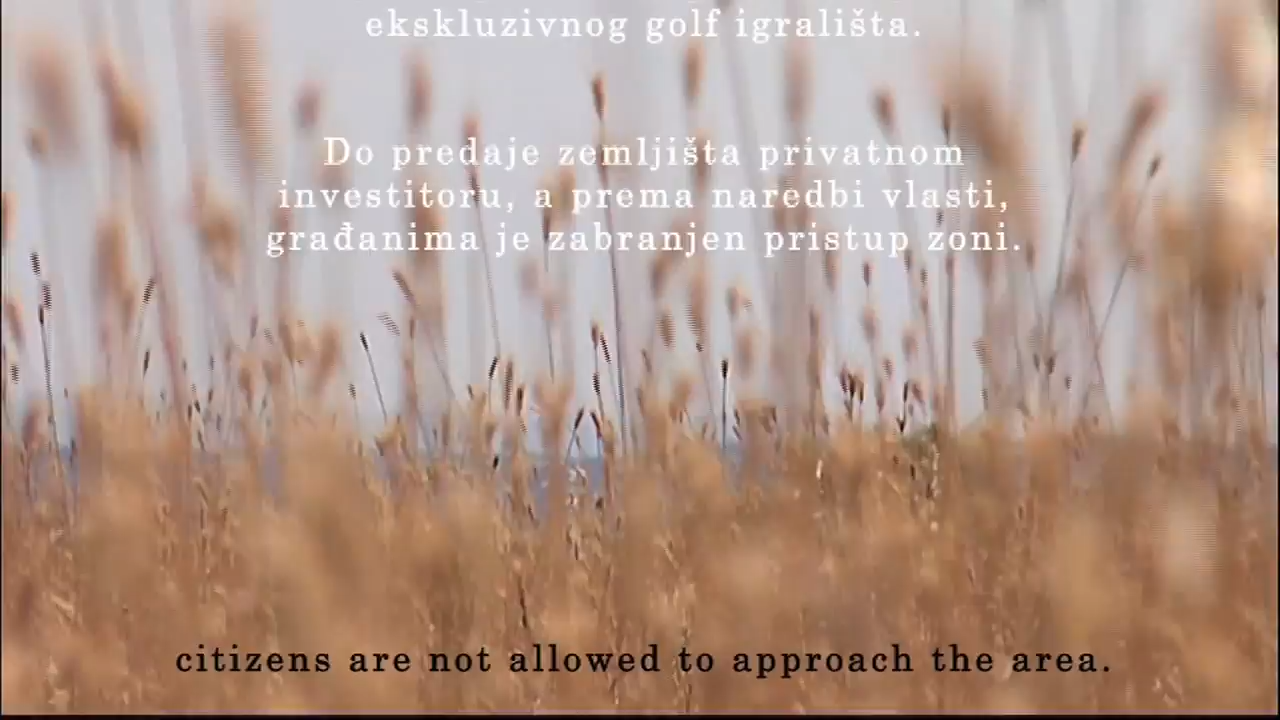 ekskluzivnog golf igrališta.
Do predaje zemljišta privatnom
investitoru, a prema naredbi vlasti,
građanima je zabranjen pristup zoni.
citizens are not allowed to approach the area.